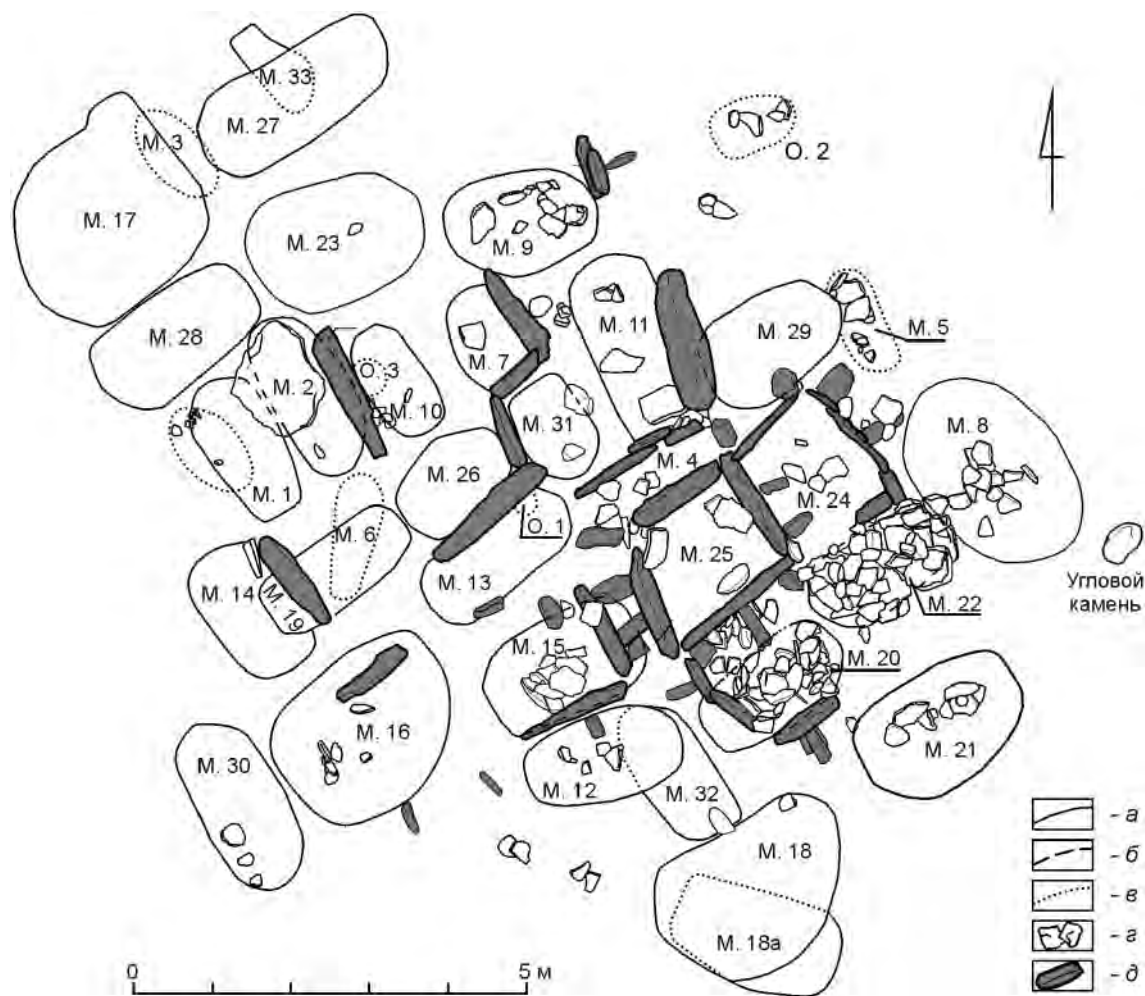 М. 33
М. 27
М. 3
М. 17
О. 2
М. 23
М. 9
М. 28
М. 11
М. 29
М. 5
М. 7
М. 2
О. 3
М. 10
М. 31
М. 8
М. 1
М. 26
М. 4
М. 24
М. 6
О. 1
М. 25
Угловой
камень
М. 14
М. 19
М. 13
М. 22
М. 15
М. 20
М. 16
М. 21
М. 30
М. 12
М. 32
М. 18
М. 18а
- а
- б
- в
- г
- д
0 5 м